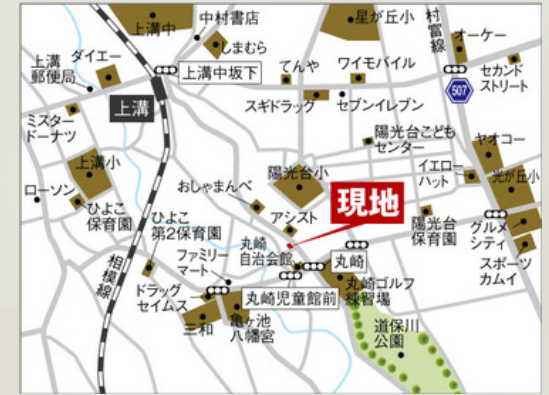 上溝中
中村書店
しまむら
星が丘小
村富線
オーケー
上溝
郵便局
ダイエー
上溝中坂下
てんや
ワイモバイル
セカンド
ストリート
507
上溝
スギドラッグ
セブンイレブン
ミスター
ドーナツ
陽光台こども
センター
ヤオコー
上溝小
陽光台小
イエロー
ハット
光が丘小
おしゃまんべ
ローソン
ひよこ
保育園
ひよこ
第2保育園
アシスト
現地
陽光台
保育園
グルメ
シティ
丸崎
自治会館
丸崎
スポーツ
カムイ
相模線
ファミリー
マート
ドラッグ
セイムス
丸崎児童館前
丸崎ゴルフ
練習場
三和
亀ヶ池
八幡宮
道保川
公園